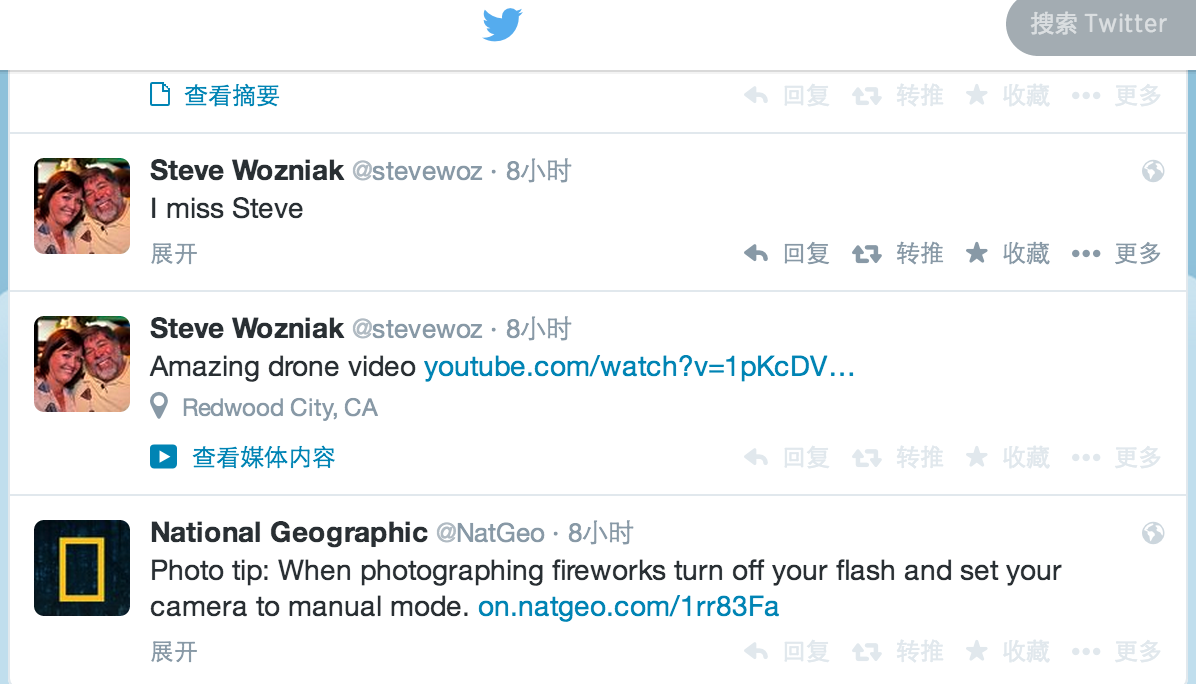 搜索 Twitter
查看摘要 回复 转推 收藏 ••• 更多
Steve Wozniak @stevewoz · 8小时
I miss Steve
展开 回复 转推 收藏 ••• 更多
Steve Wozniak @stevewoz · 8小时
Amazing drone video youtube.com/watch?v=1pKcDV…
Redwood City, CA
查看媒体内容 回复 转推 收藏 ••• 更多
National Geographic @NatGeo · 8小时
Photo tip: When photographing fireworks turn off your flash and set your
camera to manual mode. on.natgeo.com/1rr83Fa
展开 回复 转推 收藏 ••• 更多